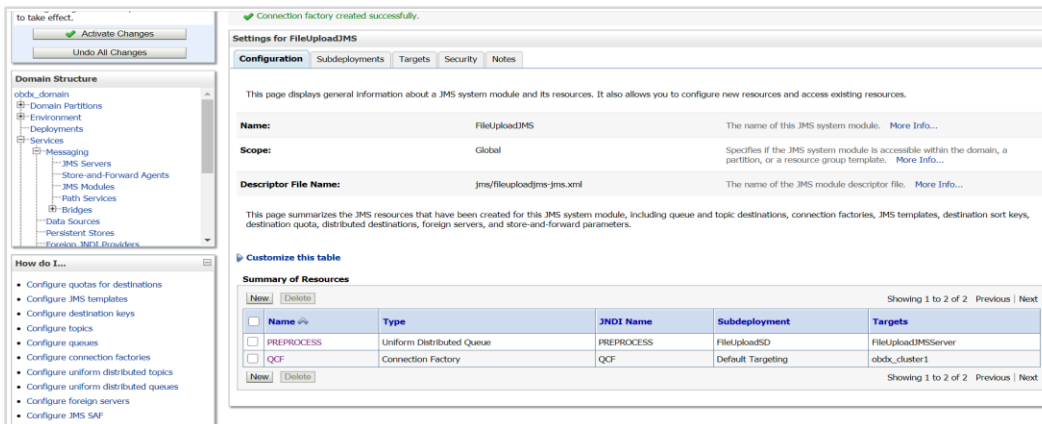 to take effect.
Activate Changes
Undo All Changes
Domain Structure
obdx_domain
Domain Partitions
Environment
Deployments
Services
Messaging
JMS Servers
Store-and-Forward Agents
JMS Modules
Path Services
Bridges
Data Sources
Persistent Stores
Foreign JNDI Providers
How do I...
Configure quotas for destinations
Configure JMS templates
Configure destination keys
Configure topics
Configure queues
Configure connection factories
Configure uniform distributed topics
Configure uniform distributed queues
Configure foreign servers
Configure JMS SAF
Connection factory created successfully.
Settings for FileUploadJMS
Configuration Subdeployments Targets Security Notes
This page displays general information about a JMS system module and its resources. It also allows you to configure new resources and access existing resources.
Name: FileUploadJMS The name of this JMS system module. More Info...
Scope: Global Specifies if the JMS system module is accessible within the domain, a
partition, or a resource group template. More Info...
Descriptor File Name: jms/fileuploadjms-jms.xml The name of the JMS module descriptor file. More Info...
This page summarizes the JMS resources that have been created for this JMS system module, including queue and topic destinations, connection factories, JMS templates, destination sort keys,
destination quota, distributed destinations, foreign servers, and store-and-forward parameters.
Customize this table
Summary of Resources
New Delete Showing 1 to 2 of 2 Previous | Next
Name Type JNDI Name Subdeployment Targets
PREPROCESS Uniform Distributed Queue PREPROCESS FileUploadSD FileUploadJMSServer
QCF Connection Factory QCF Default Targeting obdx_cluster1
New Delete Showing 1 to 2 of 2 Previous | Next